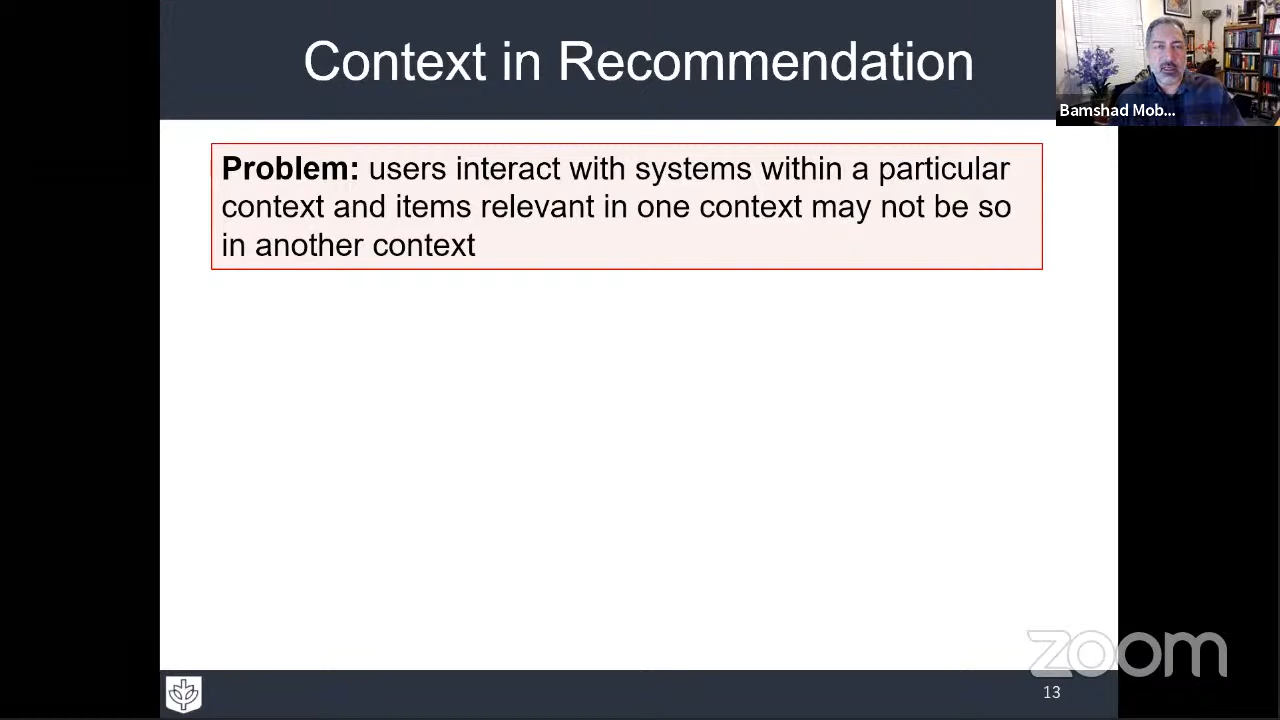 Context in Recommendation
Bamshad Mob...
Problem: users interact with systems within a particular
context and items relevant in one context may not be so
in another context
zoom
13